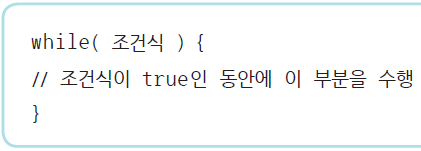 while( 조건식 ) {
// 조건식이 true인 동안에 이 부분을 수행
}